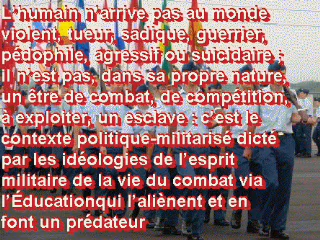 L'humain n'arrive pas au monde
violent, tueur, sadique, guerrier,
pédophile, agressif ou suicidaire :
il n'est pas, dans sa propre nature,
un être de combat, de compétition,
à exploiter, un esclave : c'est le
contexte politique-militarisé dicté
par les idéologies de l'esprit
militaire de la vie du combat via
l'Éducationqui l'aliènent et en
font un prédateur